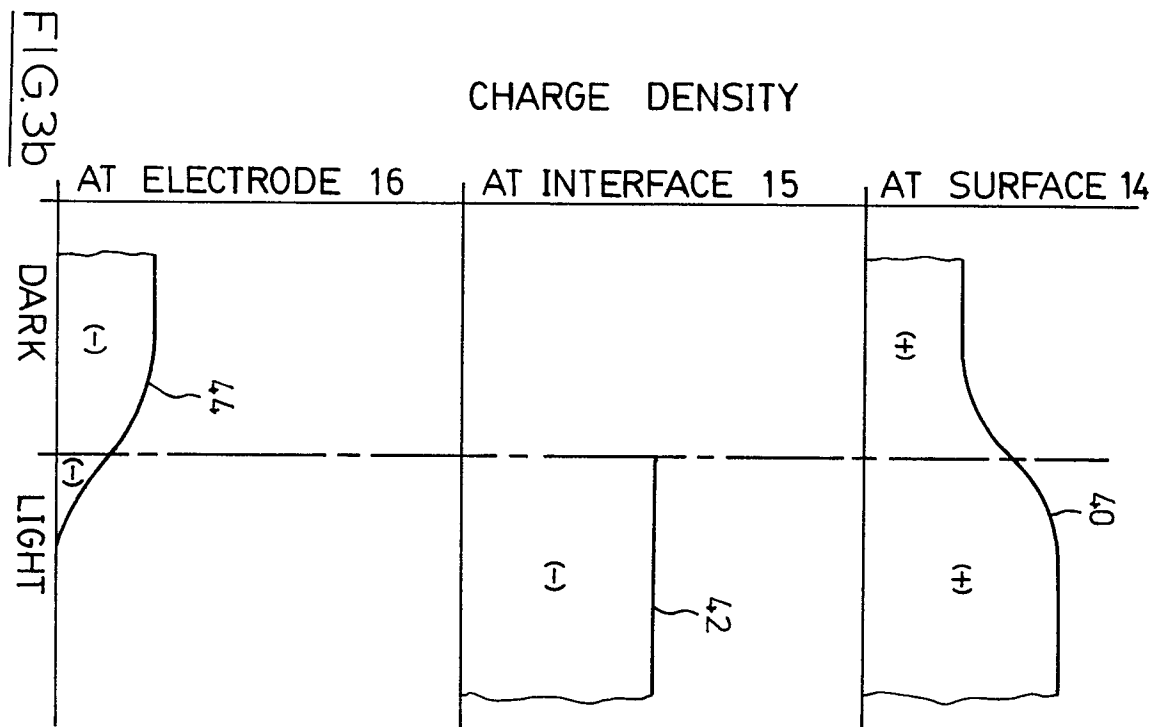 FIG.3b
CHARGE DENSITY
AT ELECTRODE 16
AT INTERFACE 15
AT SURFACE 14
DARK
LIGHT
(-)
(-)
44
(-)
42
(+)
(+)
40